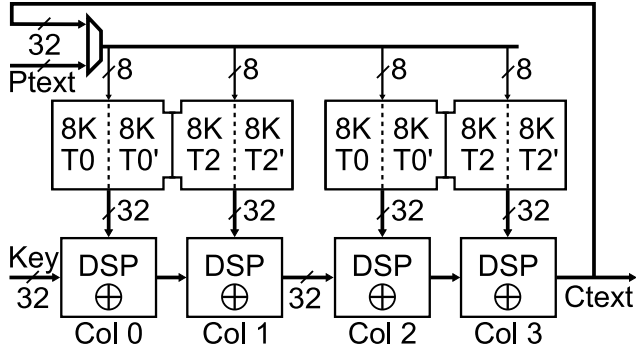 32
Ptext
8 8 8 8
8K 8K 8K 8K 8K 8K 8K 8K
T0 T0' T2 T2' T0 T0' T2 T2'
32 32 32 32
Key
DSP DSP DSP DSP
32 32 Ctext
Col 0 Col 1 Col 2 Col 3